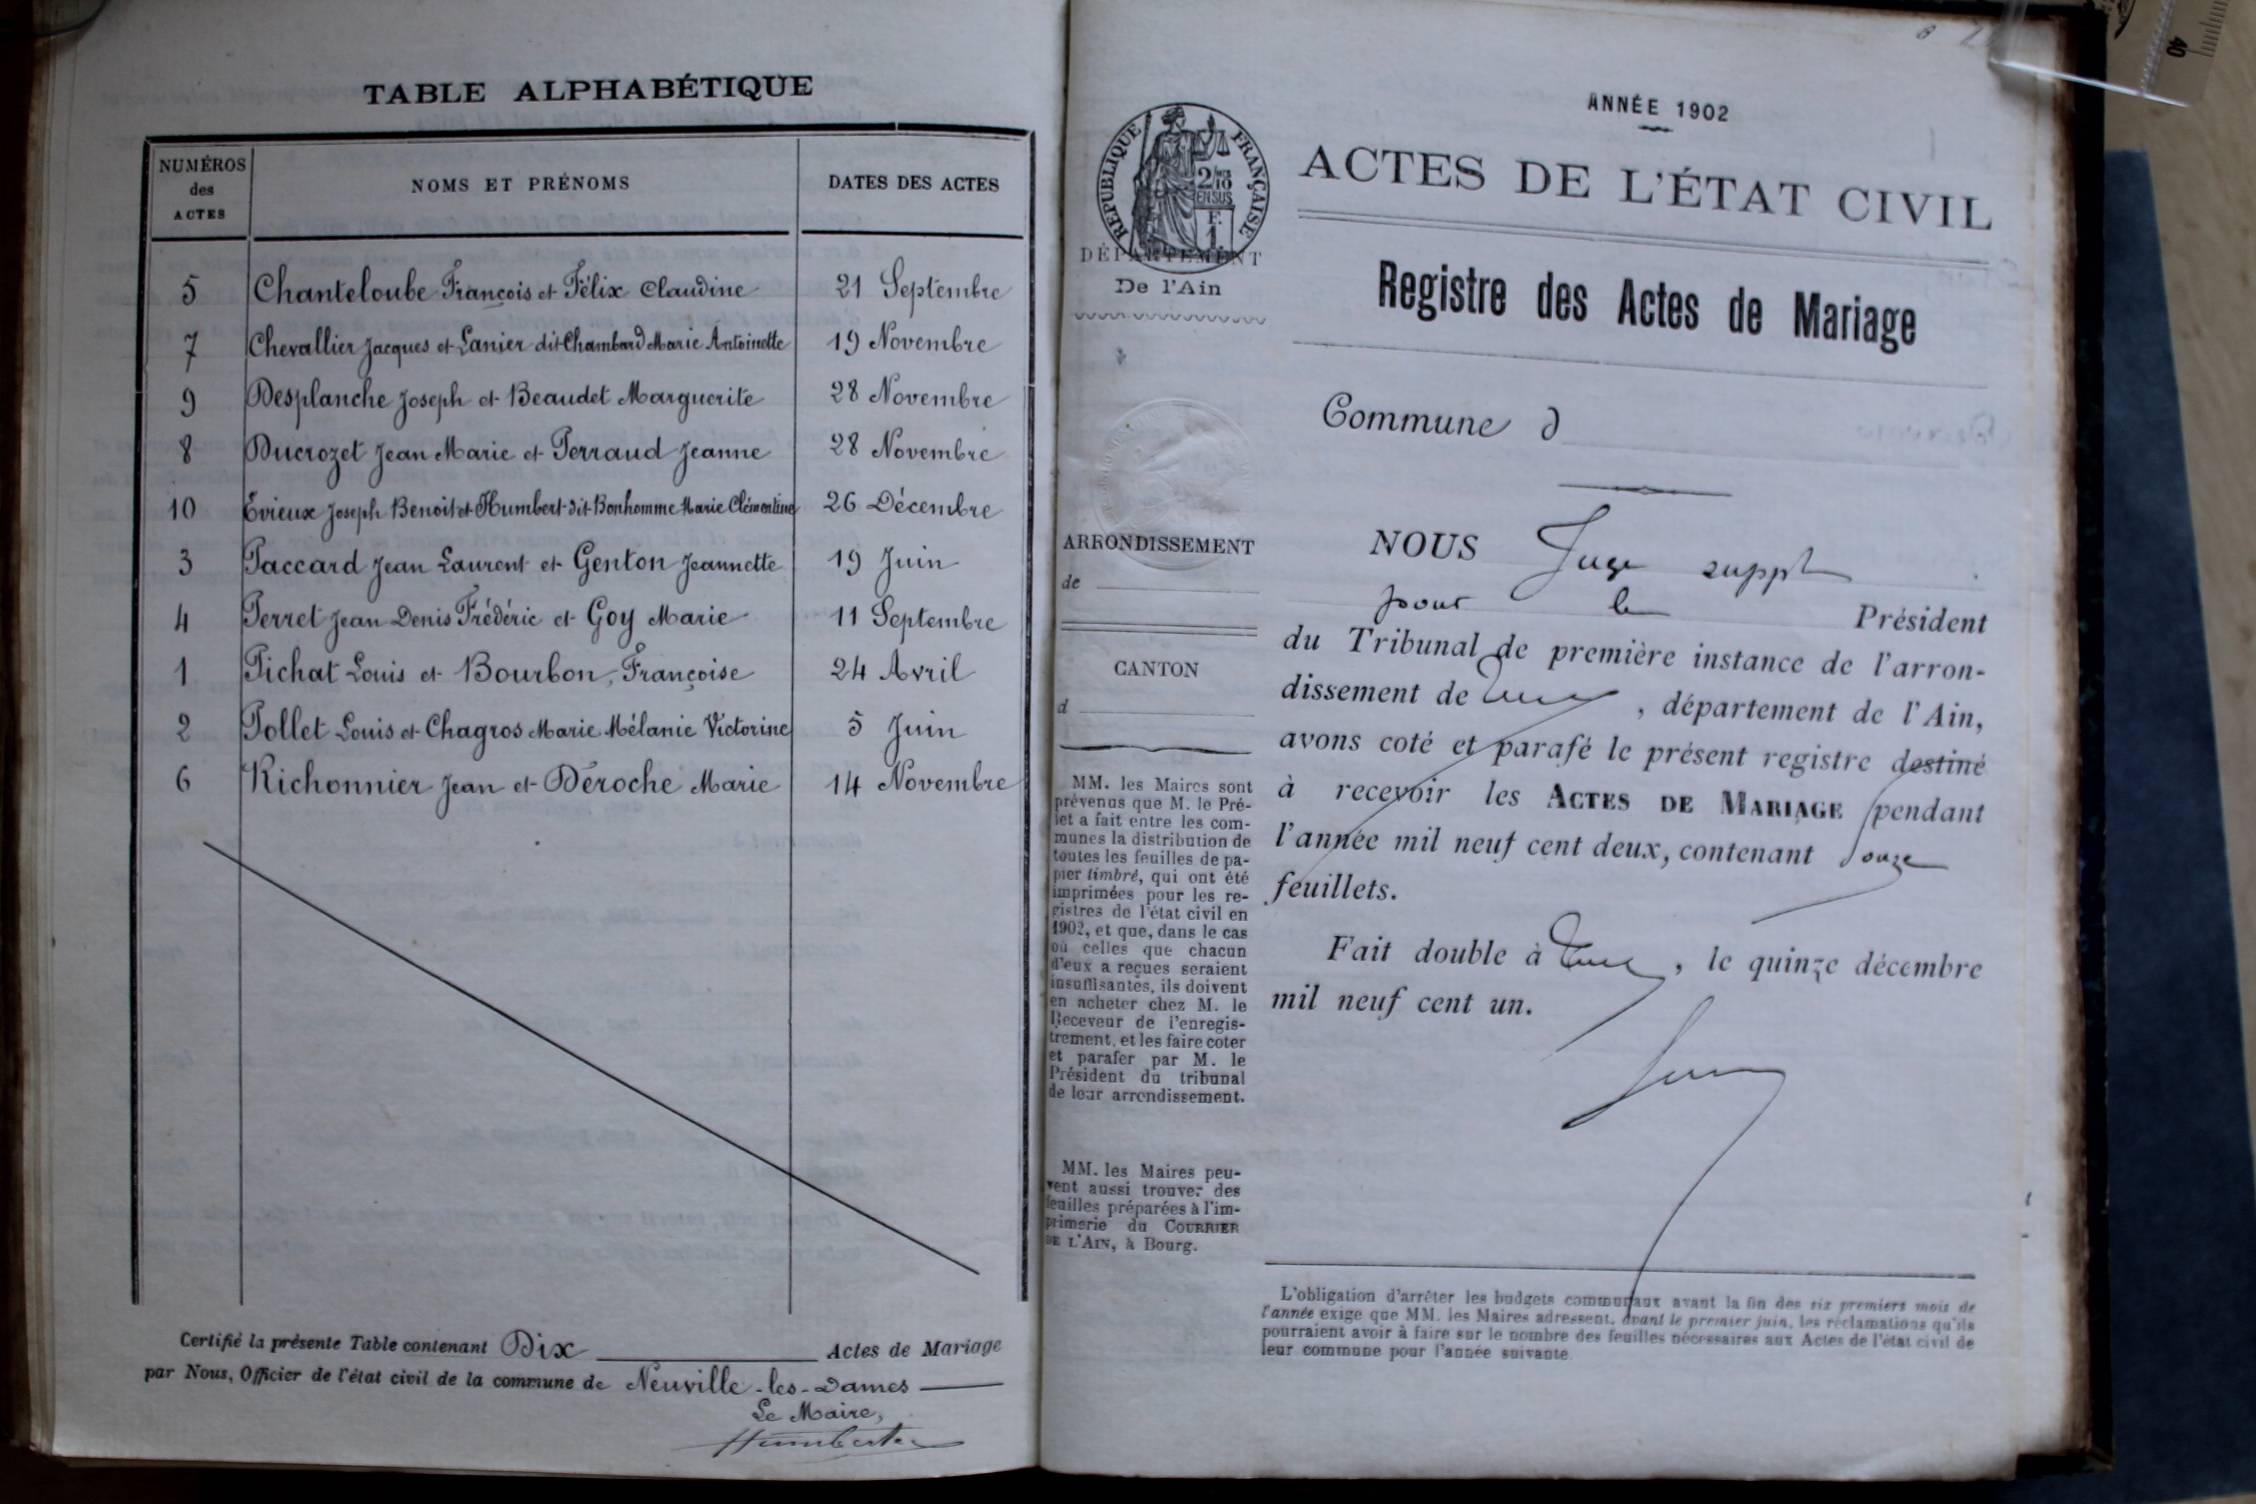 TABLE ALPHABÉTIQUE
NUMÉROS
des
ACTES
NOMS ET PRÉNOMS
DATES DES ACTES
5 Chanteloube François et Félix Claudine 21 Septembre
7 Chevallier Jacques et Lanier dit Chambard Marie Antoinette 19 Novembre
9 Desplanche Joseph et Beaudet Marguerite 28 Novembre
8 Ducrozet Jean Marie et Perraud Jeanne 28 Novembre
10 Evieux Joseph Benoit et Humbert-dit-Bonhomme Marie Clémentine 26 Décembre
3 Paccard Jean Laurent et Genton Jeannette 19 Juin
4 Perret Jean Denis Frédéric et Goy Marie 11 Septembre
1 Pichat Louis et Bourbon Françoise 24 Avril
2 Pollet Louis et Chagros Marie Mélanie Victorine 5 Juin
6 Richonnier Jean et Déroche Marie 14 Novembre
Certifié la présente Table contenant Dix Actes de Mariage
par Nous, Officier de l'état civil de la commune de Neuville-les-Dames
Le Maire,
ANNÉE 1902
ACTES DE L'ÉTAT CIVIL
Registre des Actes de Mariage
Commune d
RÉPUBLIQUE FRANÇAISE
2/10
EN SUS
F.
1
DÉPARTEMENT
De l'Ain
ARRONDISSEMENT
de
CANTON
d
MM. les Maires sont
prévenus que M. le Pré-
fet a fait entre les com-
munes la distribution de
toutes les feuilles de pa-
pier timbré, qui ont été
imprimées pour les re-
gistres de l'état civil en
1902, et que, dans le cas
où celles que chacun
d'eux a reçues seraient
insuffisantes, ils doivent
en acheter chez M. le
Receveur de l'enregis-
trement, et les faire coter
et parafer par M. le
Président du tribunal
de leur arrondissement.
MM. les Maires peu-
vent aussi trouver des
feuilles préparées à l'im-
primerie du COURRIER
DE L'AIN, à Bourg.
NOUS Juge suppt
pour le Président
du Tribunal de première instance de l'arron-
dissement de , département de l'Ain,
avons coté et parafé le présent registre destiné
à recevoir les ACTES DE MARIAGE pendant
l'année mil neuf cent deux, contenant
feuillets.
Fait double à , le quinze décembre
mil neuf cent un.
L'obligation d'arrêter les budgets communaux avant la fin des six premiers mois de
l'année exige que MM. les Maires adressent, avant le premier juin, les réclamations qu'ils
pourraient avoir à faire sur le nombre des feuilles nécessaires aux Actes de l'état civil de
leur commune pour l'année suivante.
40